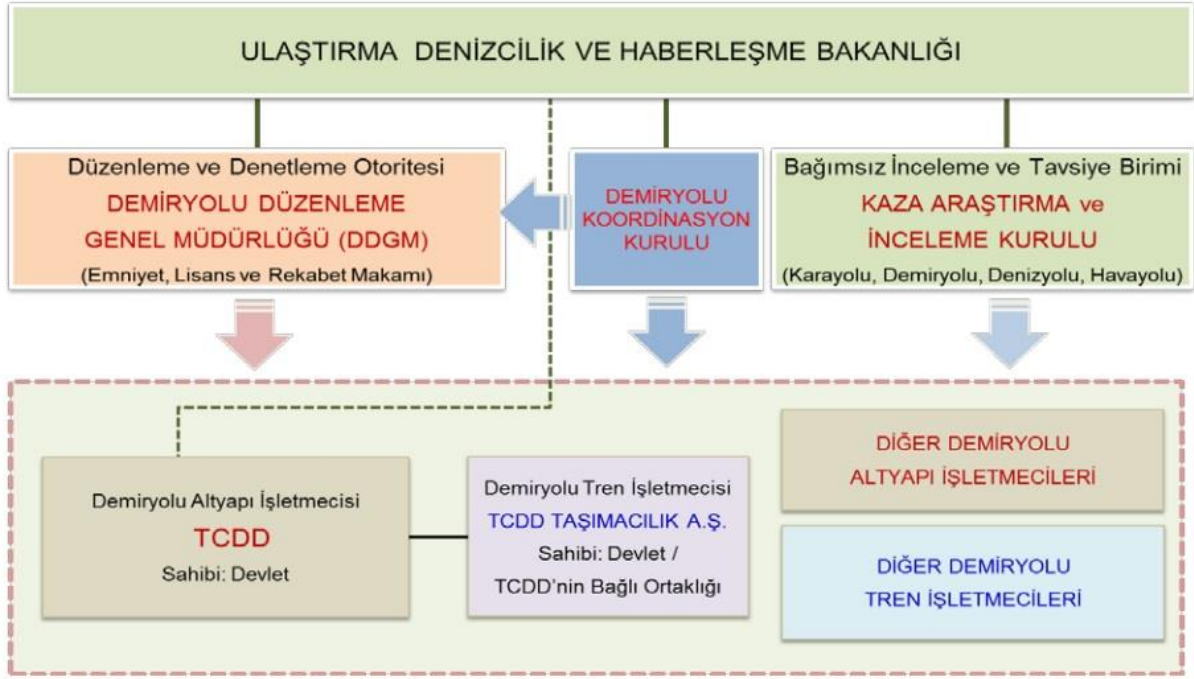 ULAŞTIRMA DENİZCİLİK VE HABERLEŞME BAKANLIĞI
Düzenleme ve Denetleme Otoritesi
DEMİRYOLU DÜZENLEME
GENEL MÜDÜRLÜĞÜ (DDGM)
(Emniyet, Lisans ve Rekabet Makamı)
DEMİRYOLU
KOORDİNASYON
KURULU
Bağımsız İnceleme ve Tavsiye Birimi
KAZA ARAŞTIRMA ve
İNCELEME KURULU
(Karayolu, Demiryolu, Denizyolu, Havayolu)
Demiryolu Altyapı İşletmecisi
TCDD
Sahibi: Devlet
Demiryolu Tren İşletmecisi
TCDD TAŞIMACILIK A.Ş.
Sahibi: Devlet /
TCDD'nin Bağlı Ortaklığı
DİĞER DEMİRYOLU
ALTYAPI İŞLETMECİLERİ
DİĞER DEMİRYOLU
TREN İŞLETMECİLERİ